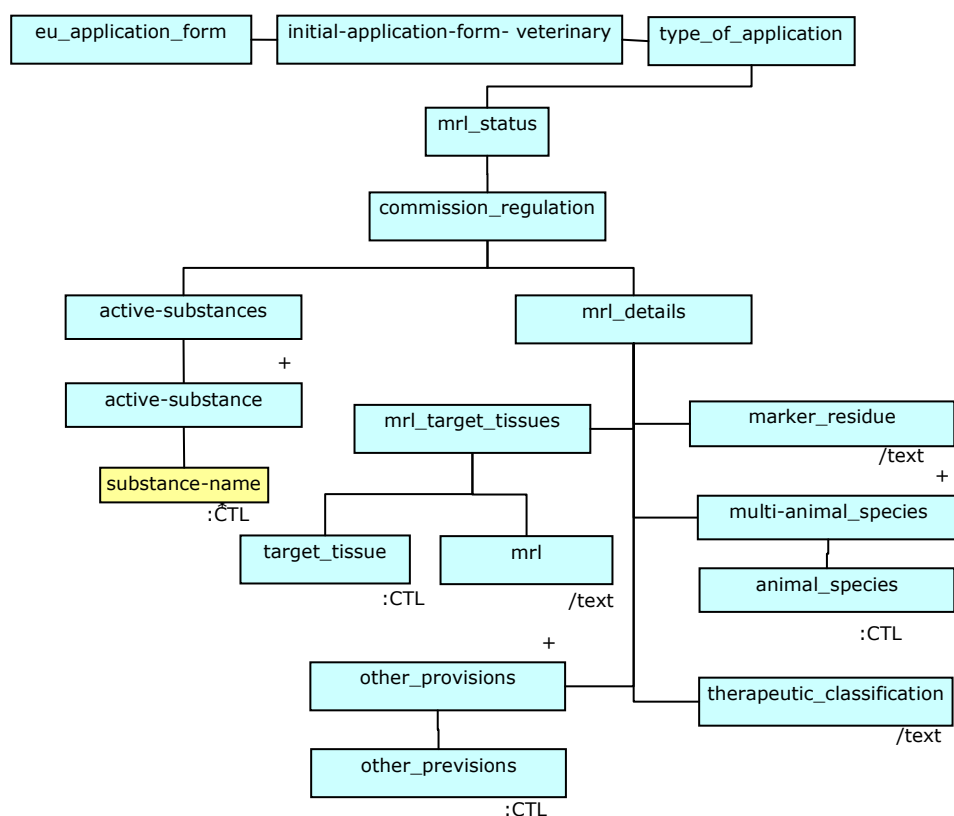 eu_application_form
initial-application-form- veterinary
type_of_application
mrl_status
commission_regulation
active-substances
mrl_details
+
active-substance
mrl_target_tissues
marker_residue
/text
+
substance-name
:CTL
*
multi-animal_species
target_tissue
mrl
:CTL
/text
animal_species
:CTL
+
other_provisions
therapeutic_classification
/text
other_previsions
:CTL